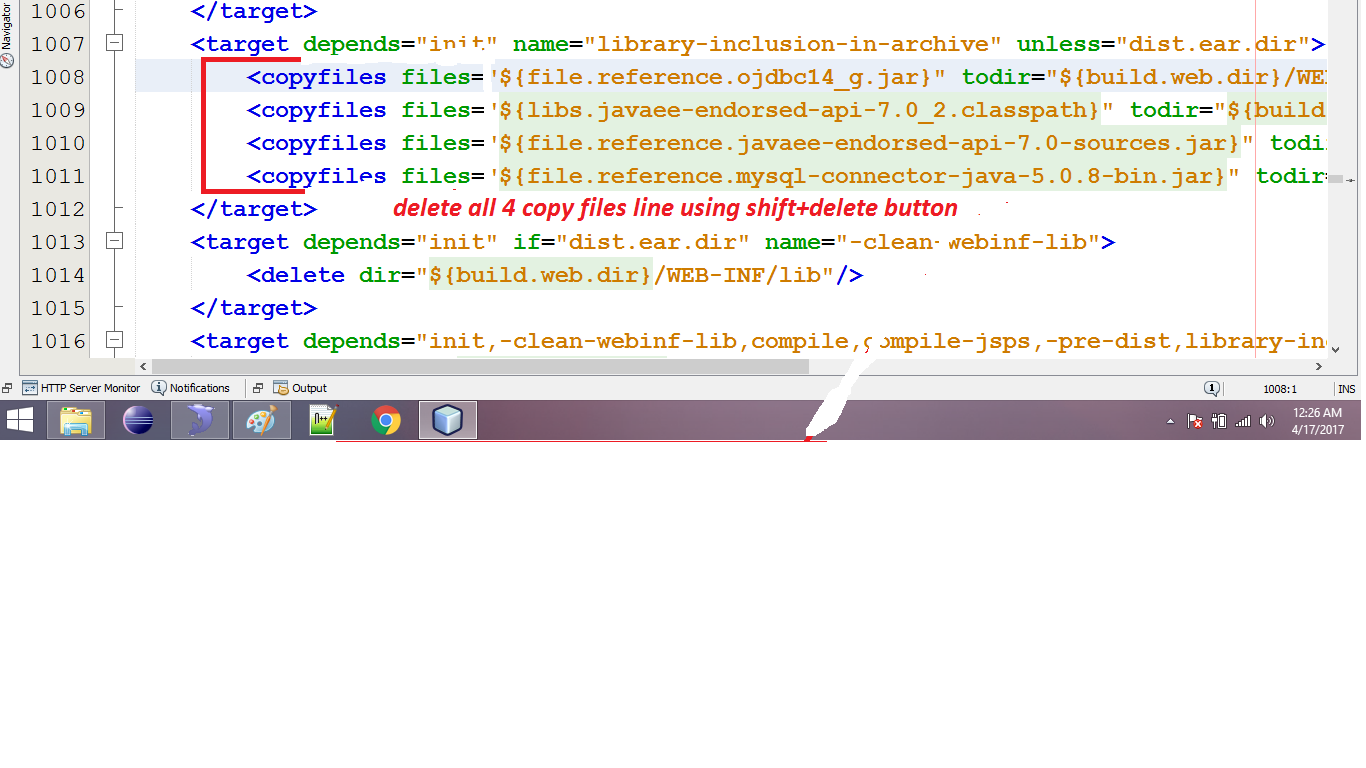 Navigator
1006 </target>
1007 <target depends="init" name="library-inclusion-in-archive" unless="dist.ear.dir">
1008 <copyfiles files="${file.reference.ojdbc14_g.jar}" todir="${build.web.dir}/WE
1009 <copyfiles files="${libs.javaee-endorsed-api-7.0_2.classpath}" todir="${build
1010 <copyfiles files="${file.reference.javaee-endorsed-api-7.0-sources.jar}" todi
1011 <copyfiles files="${file.reference.mysql-connector-java-5.0.8-bin.jar}" todir=
1012 </target>
delete all 4 copy files line using shift+delete button
1013 <target depends="init" if="dist.ear.dir" name="-clean-webinf-lib">
1014 <delete dir="${build.web.dir}/WEB-INF/lib"/>
1015 </target>
1016 <target depends="init,-clean-webinf-lib,compile,compile-jsps,-pre-dist,library-in
HTTP Server Monitor Notifications Output 1 1008:1 INS
n++
12:26 AM
4/17/2017